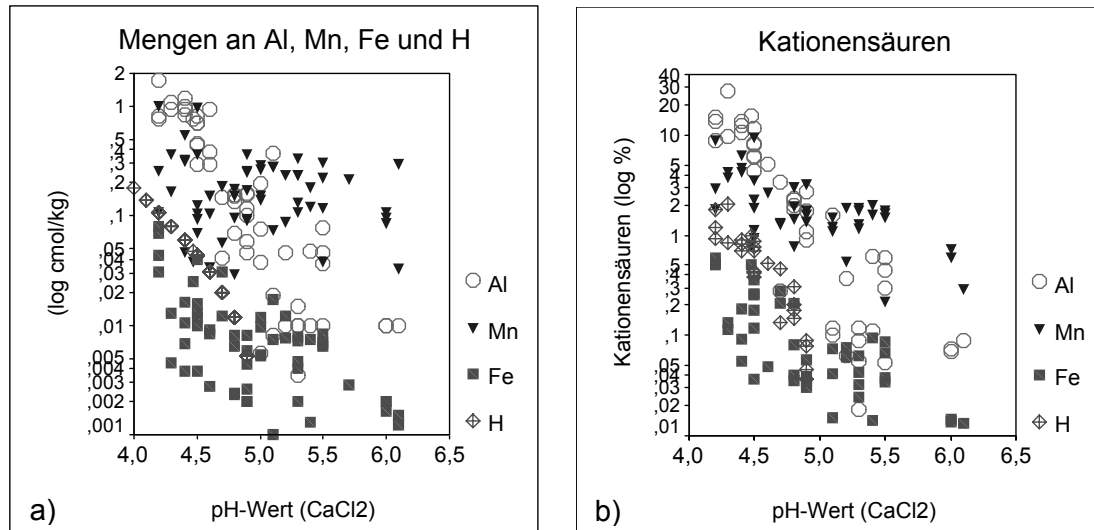 Mengen an Al, Mn, Fe und H
2
1
,5
,4
,3
,2
,1
,05
,04
,03
,02
,01
,005
,004
,003
,002
,001
(log cmol/kg)
4,0 4,5 5,0 5,5 6,0 6,5
pH-Wert (CaCl2)
a)
Al
Mn
Fe
H
Kationensäuren
40
30
20
10
5
4
3
2
1
,5
,4
,3
,2
,1
,05
,04
,03
,02
,01
Kationensäuren (log %)
4,0 4,5 5,0 5,5 6,0 6,5
pH-Wert (CaCl2)
b)
Al
Mn
Fe
H